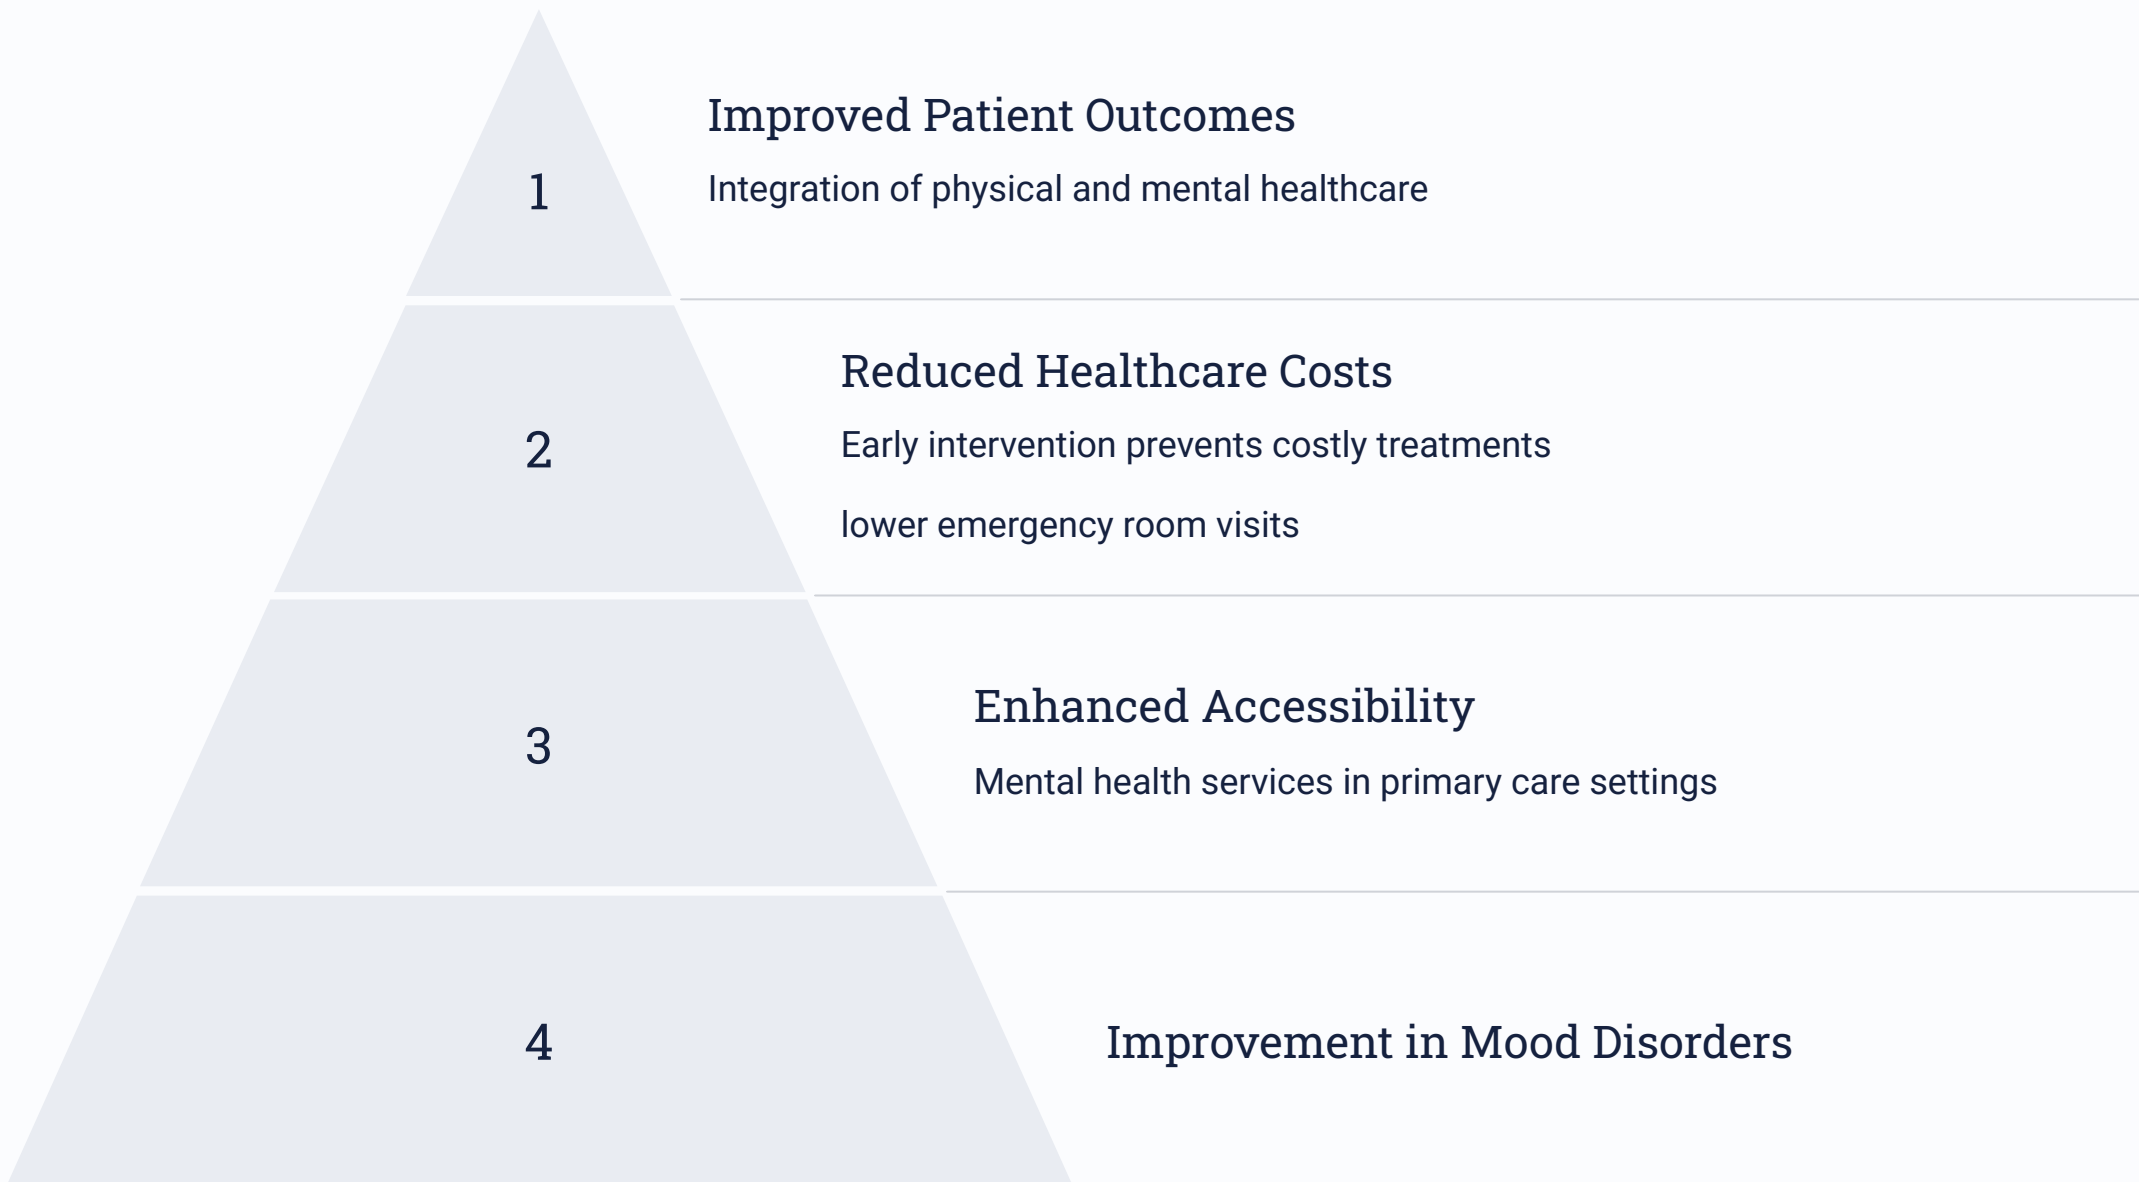 1
Improved Patient Outcomes
Integration of physical and mental healthcare
2
Reduced Healthcare Costs
Early intervention prevents costly treatments
lower emergency room visits
3
Enhanced Accessibility
Mental health services in primary care settings
4
Improvement in Mood Disorders